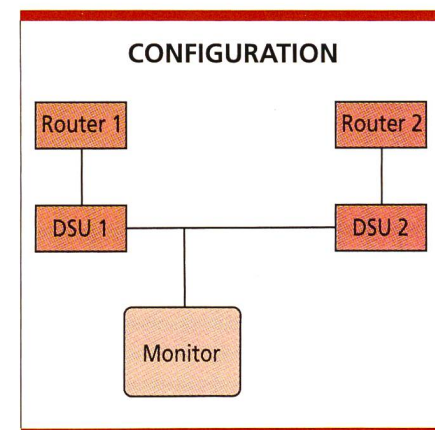 CONFIGURATION
Router 1
Router 2
DSU 1
DSU 2
Monitor